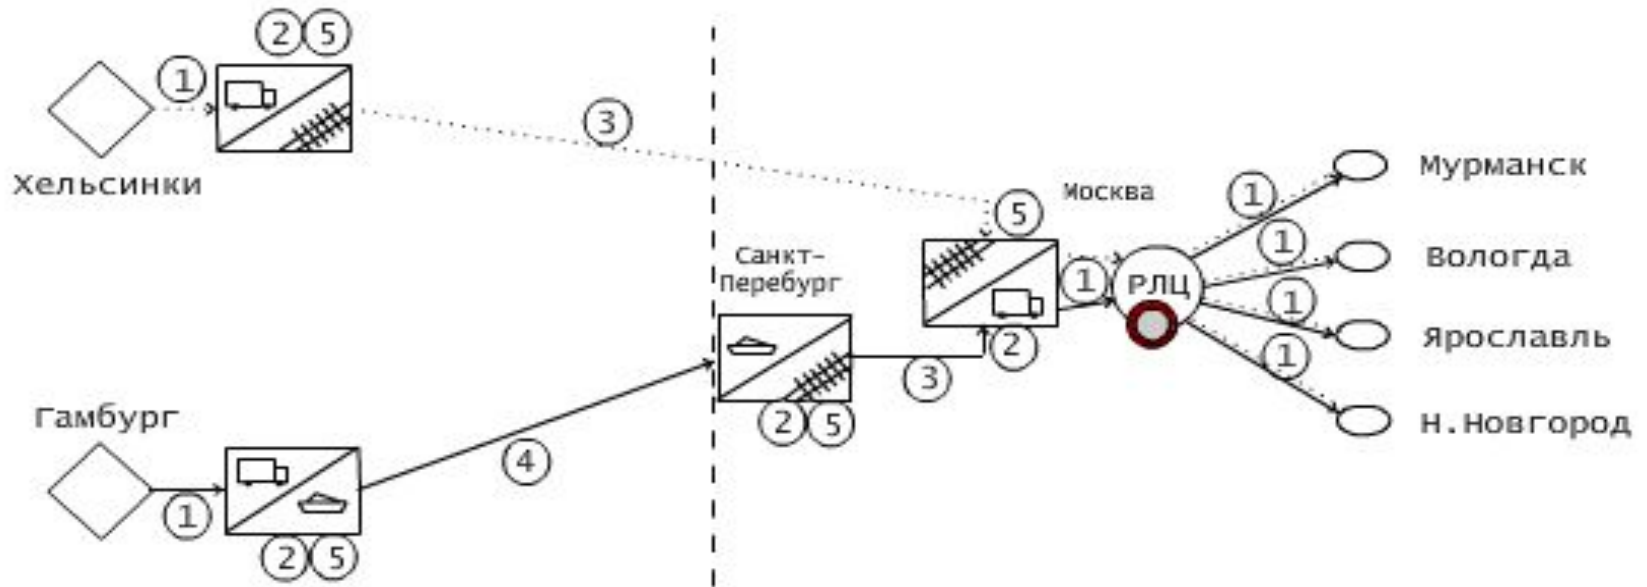 2 5
1
3
Хельсинки
5
Москва
1
Мурманск
1
Вологда
Санкт-
Перебург
1
РЛЦ
1
Ярославль
2
3
1
2 5
Н.Новгород
Гамбург
4
1
2 5